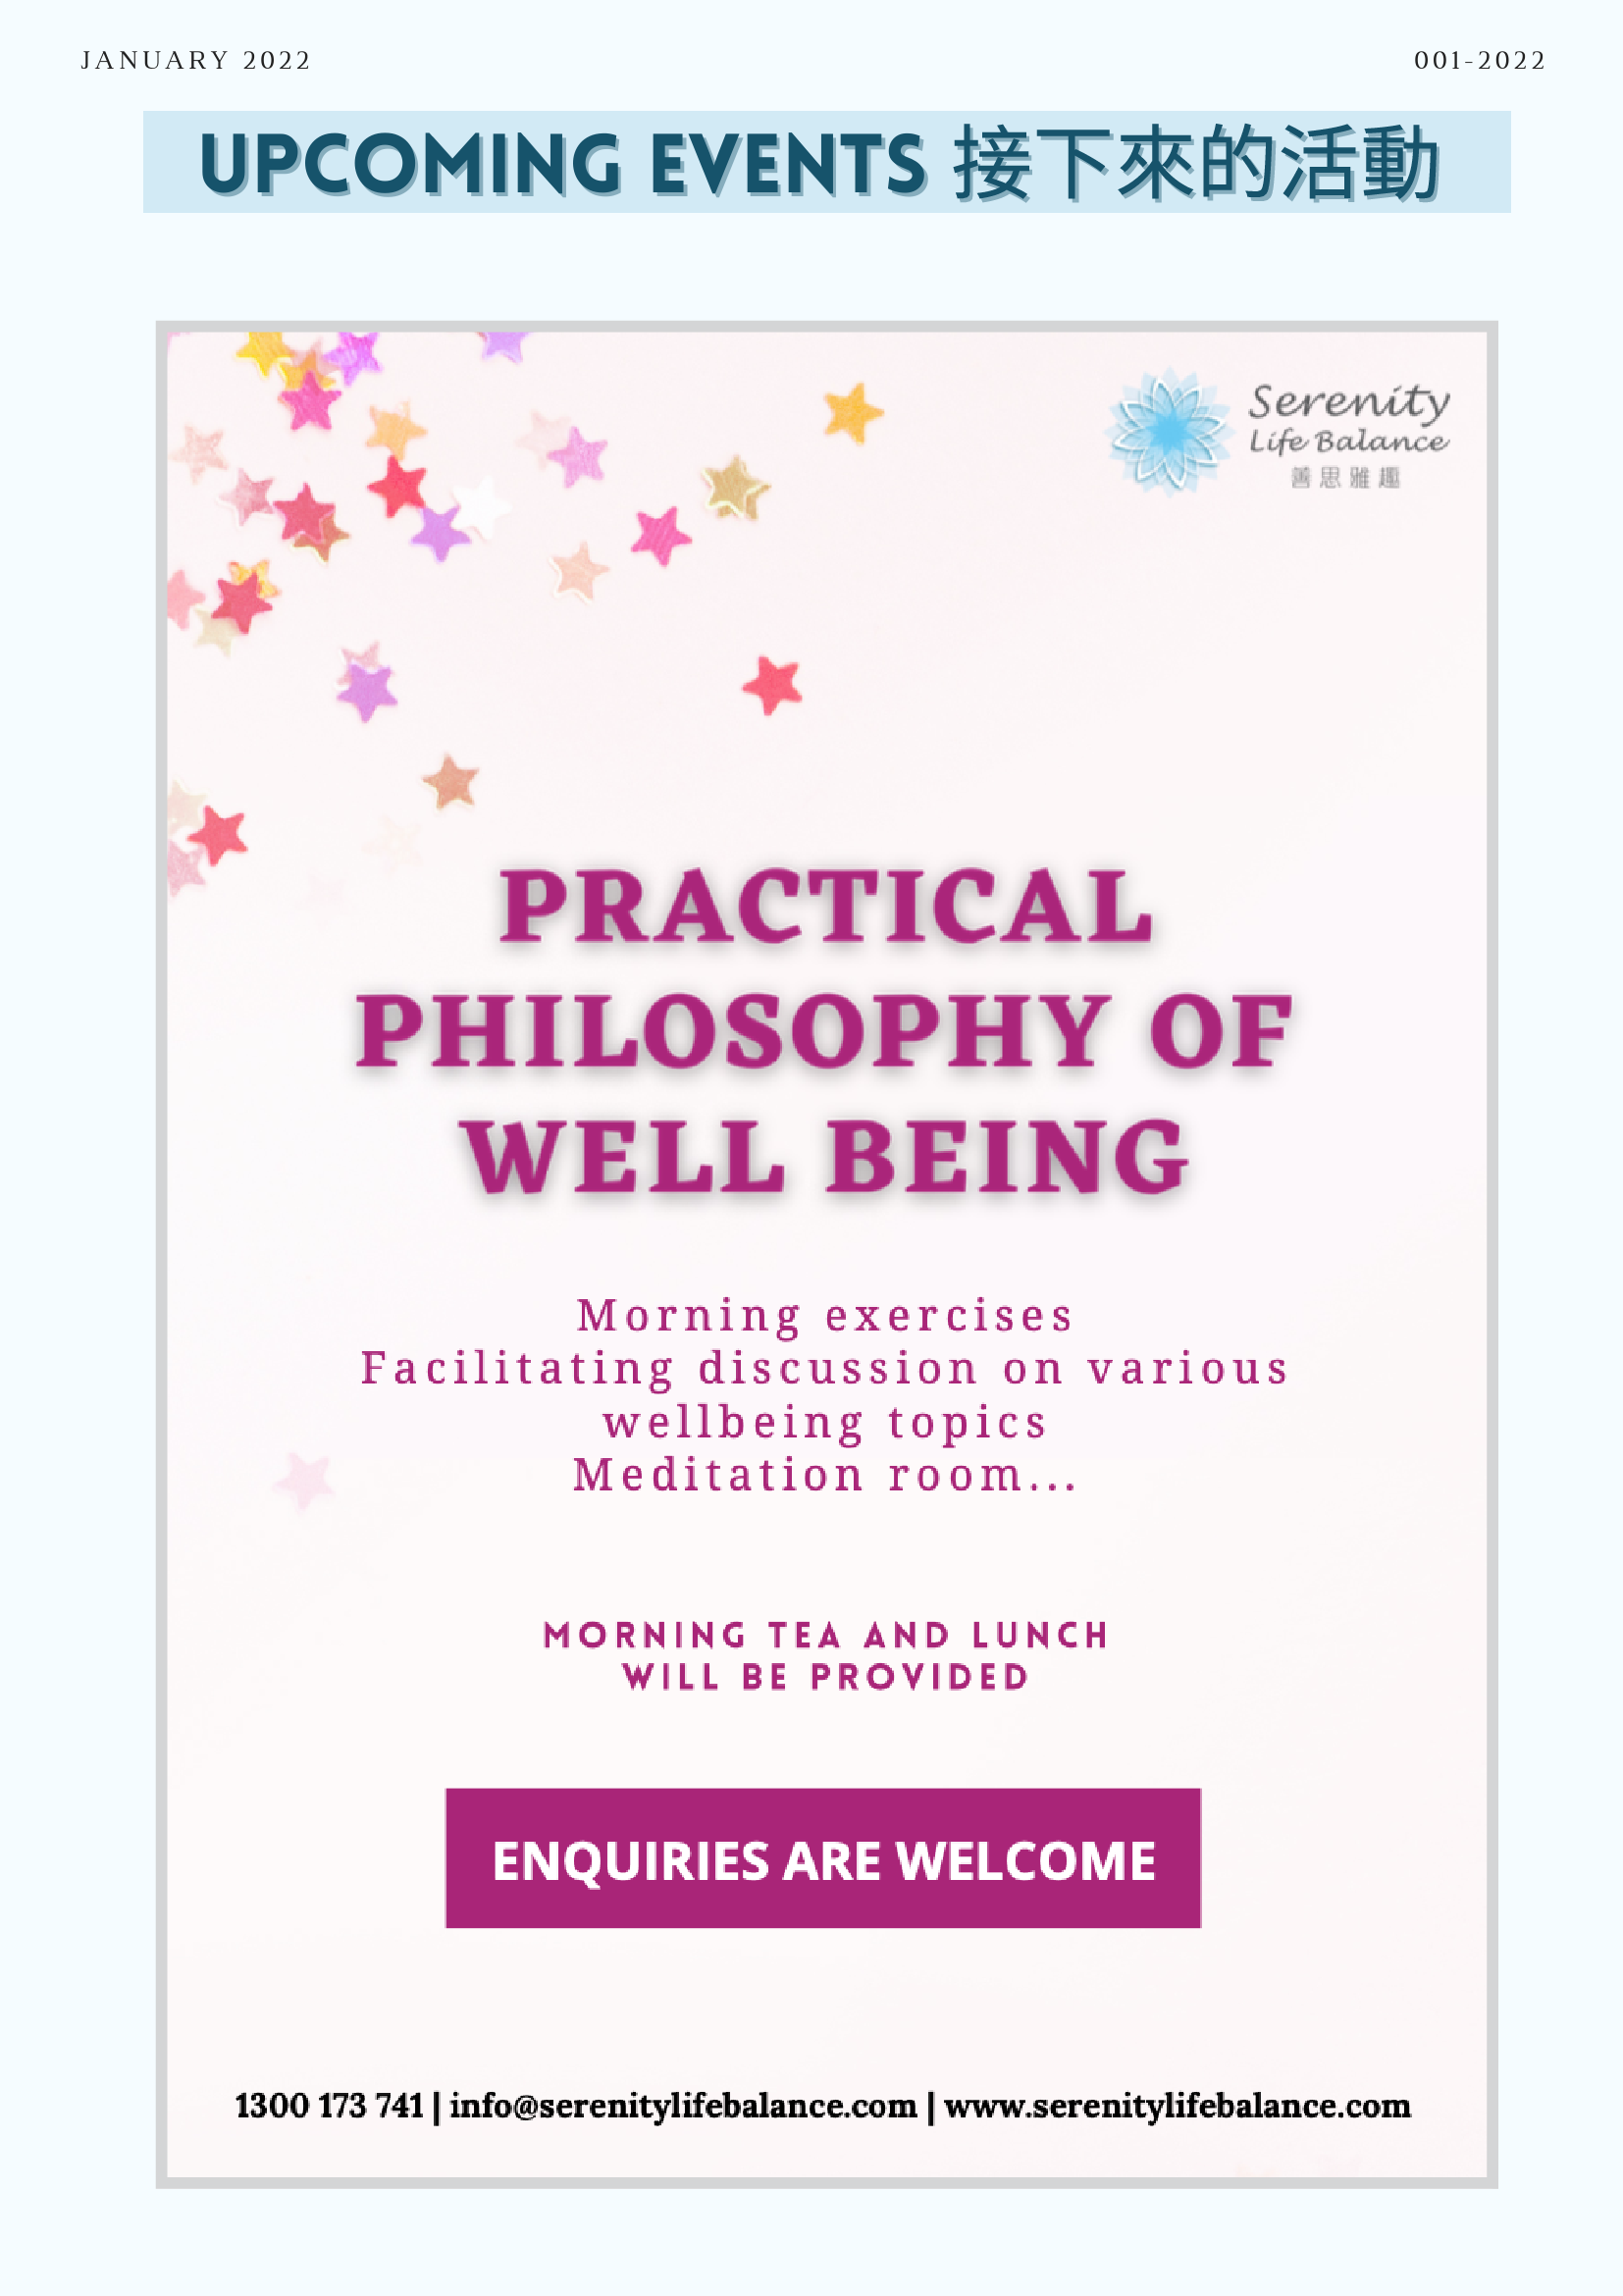 JANUARY 2022
001-2022
UPCOMING EVENTS 接下來的活動
Serenity
Life Balance
善思雅趣
PRACTICAL
PHILOSOPHY OF
WELL BEING
Morning exercises
Facilitating discussion on various
wellbeing topics
Meditation room...
MORNING TEA AND LUNCH
WILL BE PROVIDED
ENQUIRIES ARE WELCOME
1300 173 741 | info@serenitylifebalance.com | www.serenitylifebalance.com